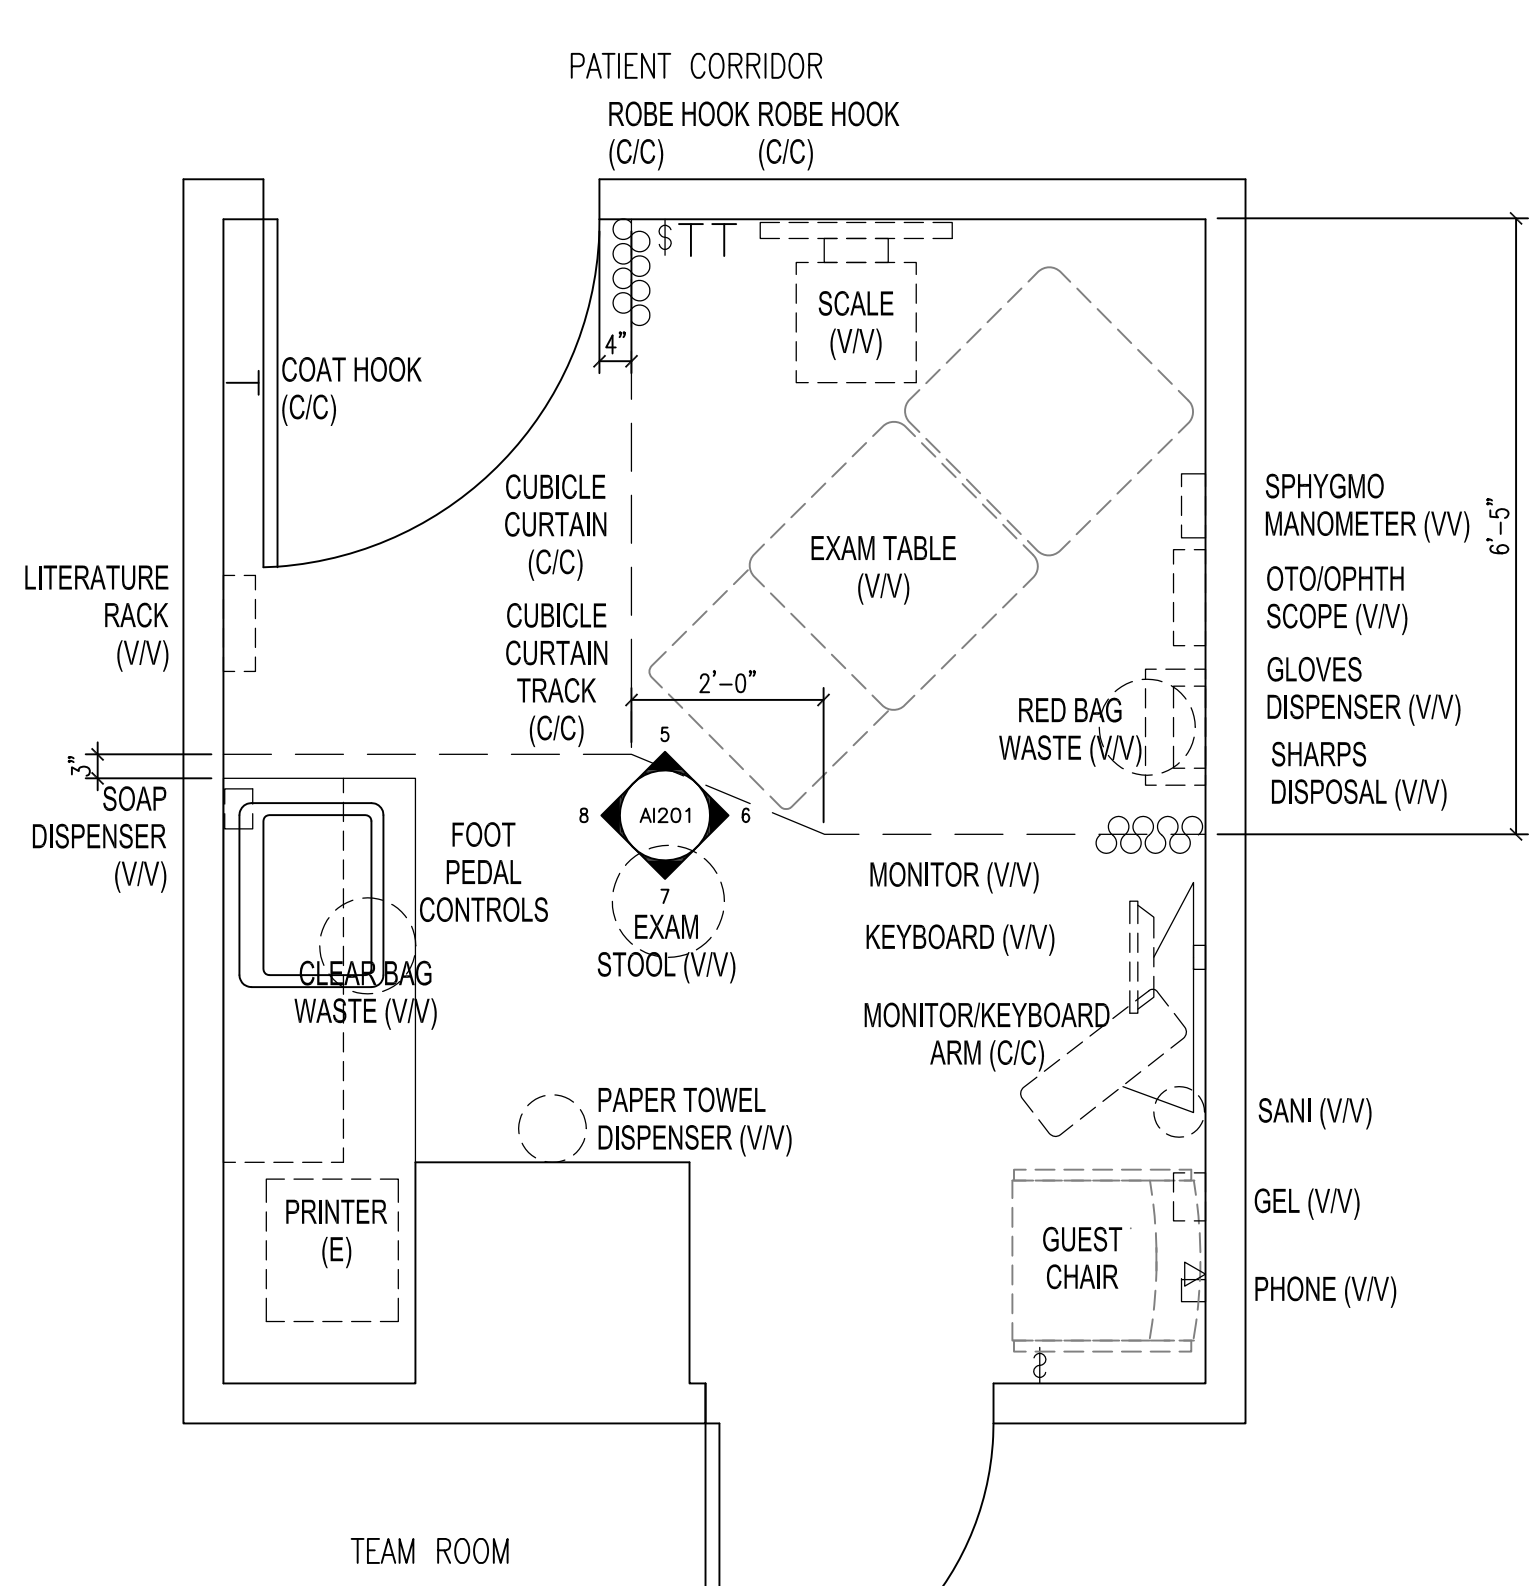 PATIENT CORRIDOR
ROBE HOOK
(C/C)
ROBE HOOK
(C/C)
SCALE
(V/V)
4"
COAT HOOK
(C/C)
CUBICLE
CURTAIN
(C/C)
CUBICLE
CURTAIN
TRACK
(C/C)
EXAM TABLE
(V/V)
SPHYGMO
MANOMETER (VV)
6'-5"
OTO/OPHTH
SCOPE (V/V)
LITERATURE
RACK
(V/V)
GLOVES
DISPENSER (V/V)
2'-0"
RED BAG
WASTE (V/V)
SHARPS
DISPOSAL (V/V)
3"
SOAP
DISPENSER
(V/V)
5
8
AI201
6
7
FOOT
PEDAL
CONTROLS
EXAM
STOOL (V/V)
MONITOR (V/V)
KEYBOARD (V/V)
CLEAR BAG
WASTE (V/V)
MONITOR/KEYBOARD
ARM (C/C)
PAPER TOWEL
DISPENSER (V/V)
SANI (V/V)
PRINTER
(E)
GEL (V/V)
GUEST
CHAIR
PHONE (V/V)
TEAM ROOM